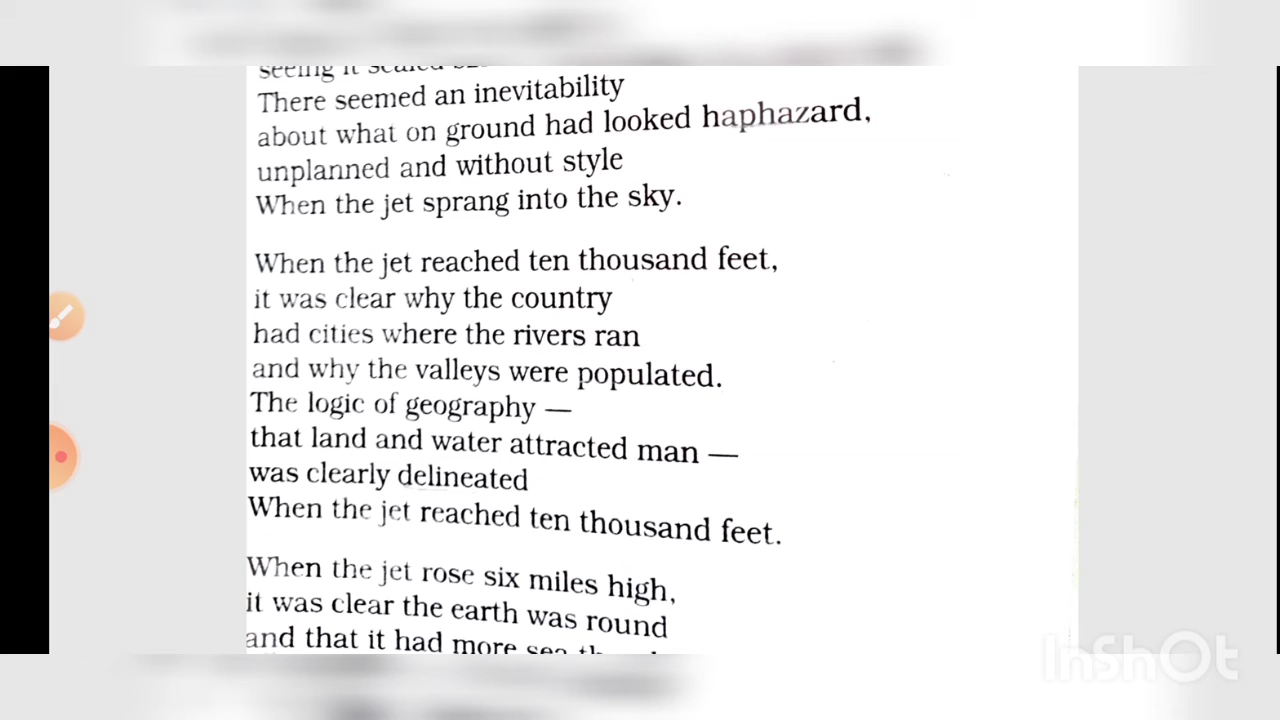 seeing it scaled
There seemed an inevitability
about what on ground had looked haphazard,
unplanned and without style
When the jet sprang into the sky.
When the jet reached ten thousand feet,
it was clear why the country
had cities where the rivers ran
and why the valleys were populated.
The logic of geography —
that land and water attracted man —
was clearly delineated
When the jet reached ten thousand feet.
When the jet rose six miles high,
it was clear the earth was round
and that it had more sea
InShOt